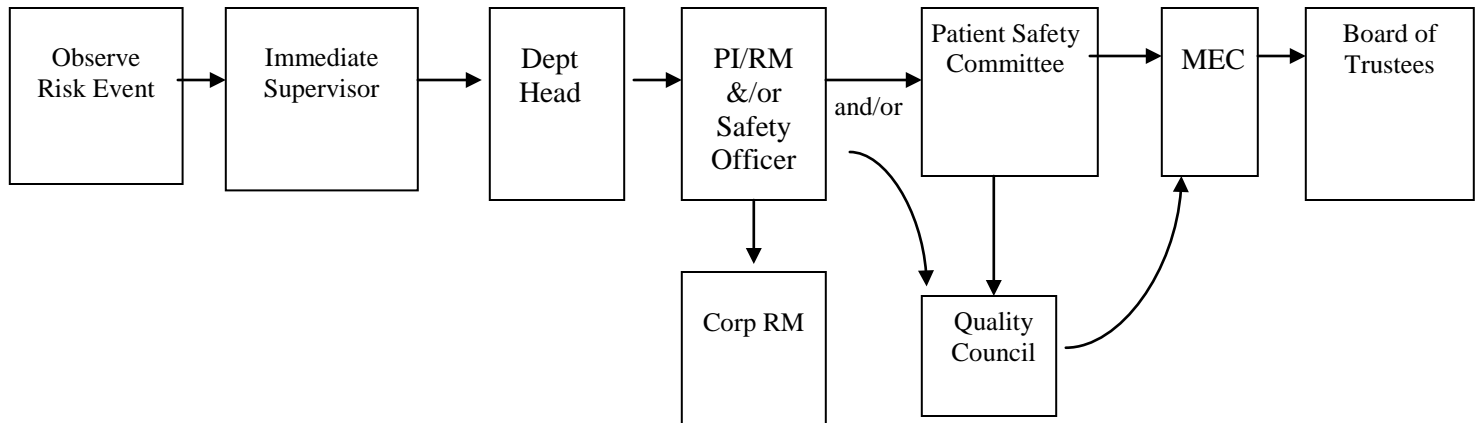 Observe
Risk Event
Immediate
Supervisor
Dept
Head
PI/RM
&/or
Safety
Officer
and/or
Patient Safety
Committee
MEC
Board of
Trustees
Corp RM
Quality
Council